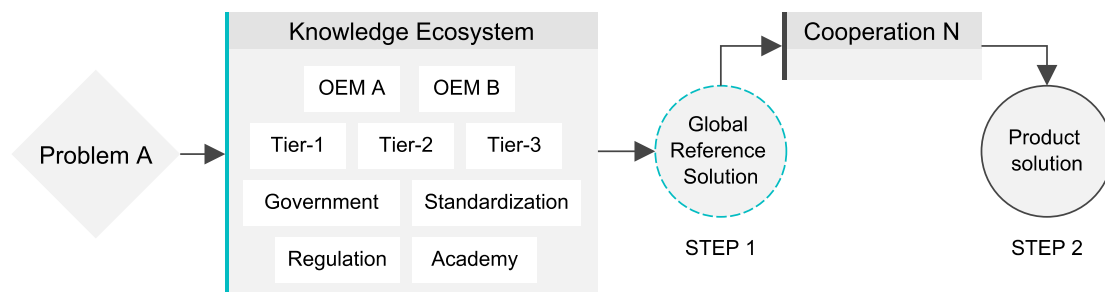 Problem A
Knowledge Ecosystem
OEM A
OEM B
Tier-1
Tier-2
Tier-3
Government
Standardization
Regulation
Academy
Global
Reference
Solution
STEP 1
Cooperation N
Product
solution
STEP 2